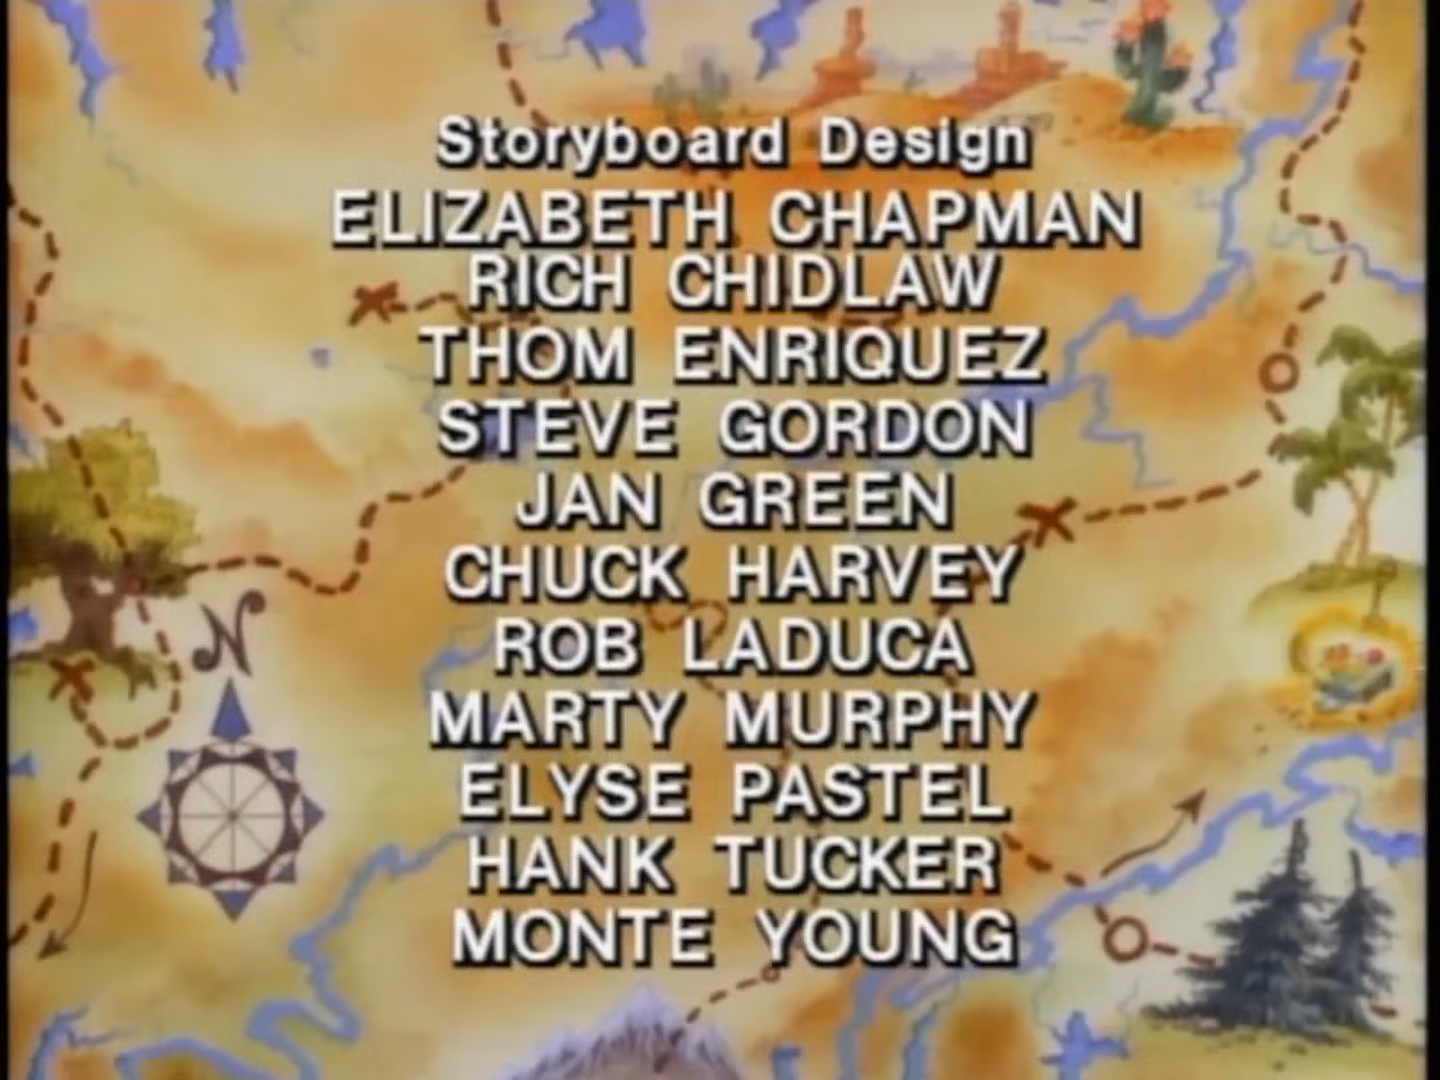 Storyboard Design
ELIZABETH CHAPMAN
RICH CHIDLAW
THOM ENRIQUEZ
STEVE GORDON
JAN GREEN
CHUCK HARVEY
ROB LADUCA
MARTY MURPHY
ELYSE PASTEL
HANK TUCKER
MONTE YOUNG
N